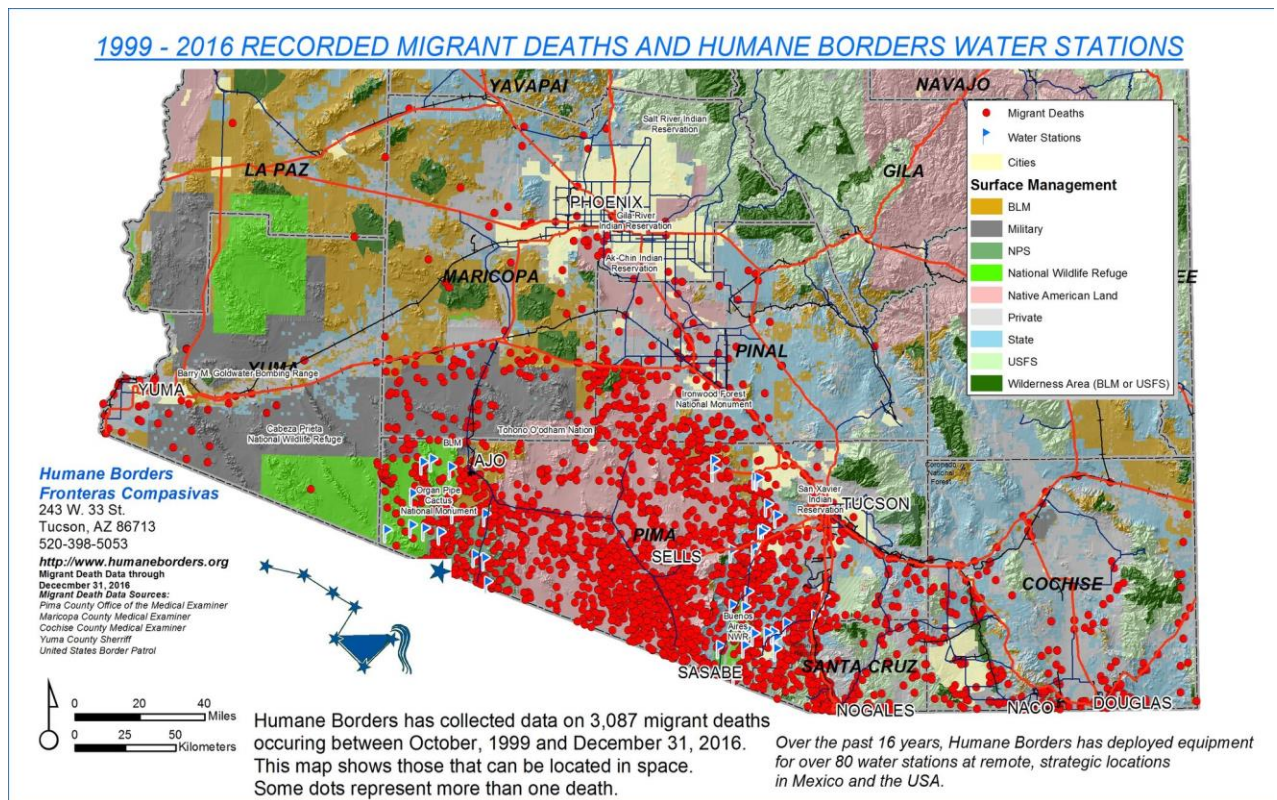 1999 - 2016 RECORDED MIGRANT DEATHS AND HUMANE BORDERS WATER STATIONS
YAVAPAI
NAVAJO
Salt River Indian
Reservation
LA PAZ
GILA
PHOENIX
Gila River
Indian Reservation
Ak-Chin Indian
Reservation
MARICOPA
EE
PINAL
YUMA
Barry M. Goldwater Bombing Range
YUMA
Ironwood Forest
National Monument
Cabeza Prieta
National Wildlife Refuge
Tohono O'odham Nation
BLM
AJO
Coronado
National
Forest
Organ Pipe
Cactus
National Monument
San Xavier
Indian
Reservation
TUCSON
PIMA
SELLS
COCHISE
Buenos
Aires
NWR
SASABE
SANTA CRUZ
NOGALES
NACO
DOUGLAS
Migrant Deaths
Water Stations
Cities
Surface Management
BLM
Military
NPS
National Wildlife Refuge
Native American Land
Private
State
USFS
Wilderness Area (BLM or USFS)
Humane Borders
Fronteras Compasivas
243 W. 33 St.
Tucson, AZ 86713
520-398-5053
http://www.humaneborders.org
Migrant Death Data through
Dececmber 31, 2016
Migrant Death Data Sources:
Pima County Office of the Medical Examiner
Maricopa County Medical Examiner
Cochise County Medical Examiner
Yuma County Sherriff
United States Border Patrol
0 20 40
Miles
0 25 50
Kilometers
Humane Borders has collected data on 3,087 migrant deaths
occuring between October, 1999 and December 31, 2016.
This map shows those that can be located in space.
Some dots represent more than one death.
Over the past 16 years, Humane Borders has deployed equipment
for over 80 water stations at remote, strategic locations
in Mexico and the USA.